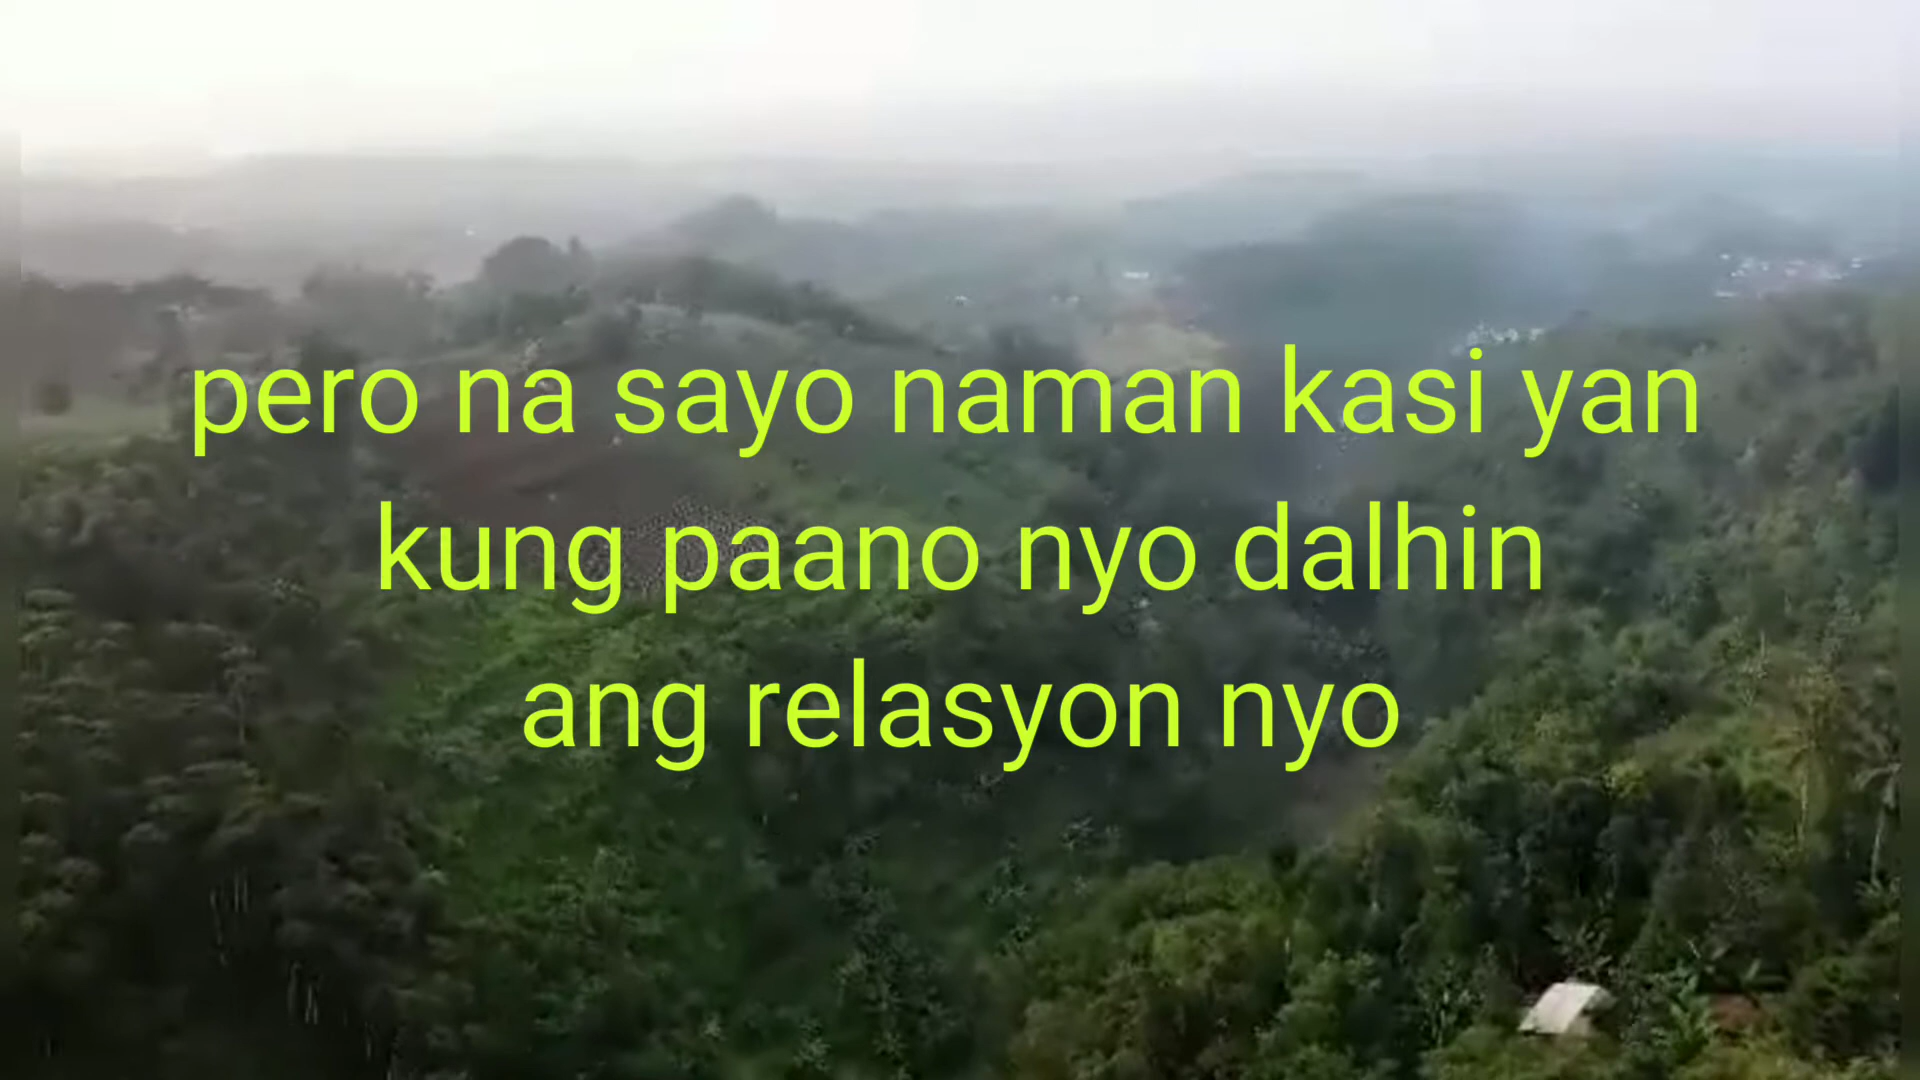 pero na sayo naman kasi yan
kung paano nyo dalhin
ang relasyon nyo